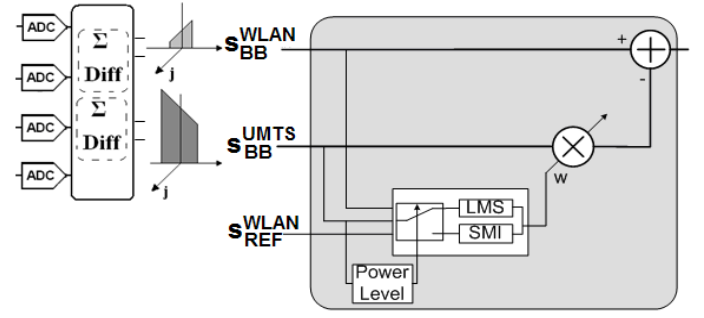 ADC
ADC
ADC
ADC
Σ
Diff
Σ
Diff
j
j
S WLAN BB
S UMTS BB
S WLAN REF
+
-
W
LMS
SMI
Power
Level